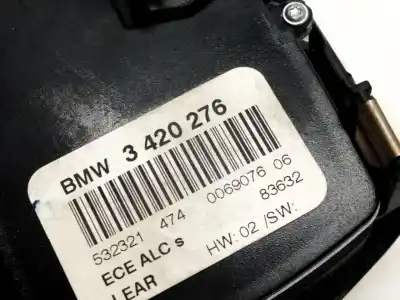 BMW 3 420 276
532321 474 0069076 06
83632
ECE ALC s HW: 02 /SW:
LEAR